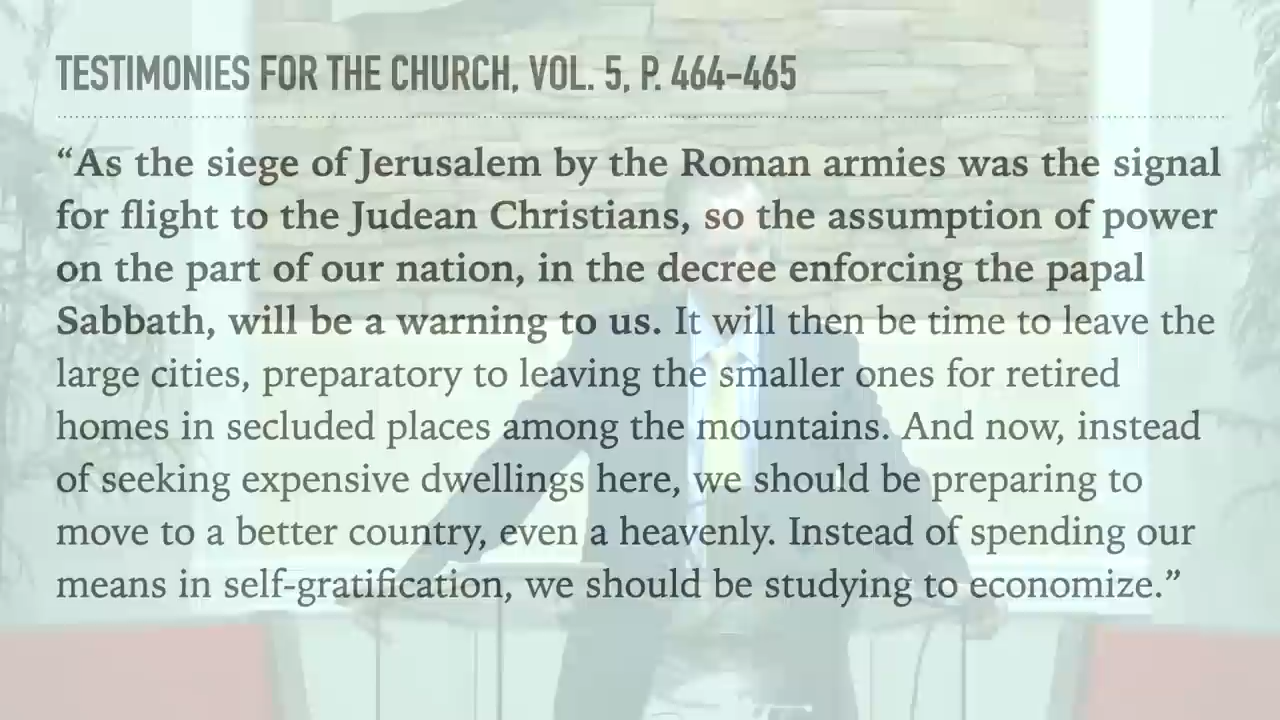 TESTIMONIES FOR THE CHURCH, VOL. 5, P. 464–465
“As the siege of Jerusalem by the Roman armies was the signal
for flight to the Judean Christians, so the assumption of power
on the part of our nation, in the decree enforcing the papal
Sabbath, will be a warning to us. It will then be time to leave the
large cities, preparatory to leaving the smaller ones for retired
homes in secluded places among the mountains. And now, instead
of seeking expensive dwellings here, we should be preparing to
move to a better country, even a heavenly. Instead of spending our
means in self-gratification, we should be studying to economize.”